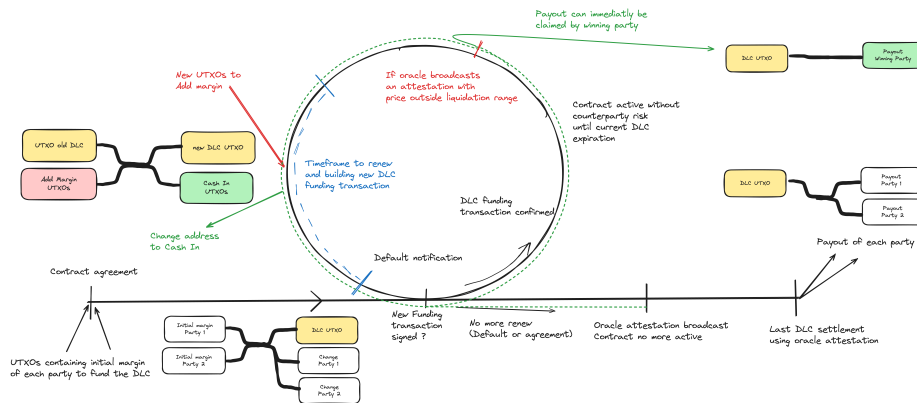 Payout can immediatly be
claimed by winning party
DLC UTXO
Payout
Wining Party
New UTXOs to
Add margin
If oracle broadcasts
an attestation with
price outside liquidation range
Contract active without
counterparty risk
until current DLC
expiration
UTXO old DLC
new DLC UTXO
Add Margin
UTXOs
Cash In
UTXOs
Timeframe to renew
and building new DLC
funding transaction
DLC UTXO
Payout
Party 1
Payout
Party 2
DLC funding
transaction confirmed
Change address
to Cash In
Payout of each party
Default notification
Contract agreement
New Funding
transaction
signed ?
No more renew
(Default or agreement)
Oracle attestation broadcast
Contract no more active
Last DLC settlement
using oracle attestation
UTXOs containing initial margin
of each party to fund the DLC
Initial margin
Party 1
Initial margin
Party 2
DLC UTXO
Change
Party 1
Change
Party 2